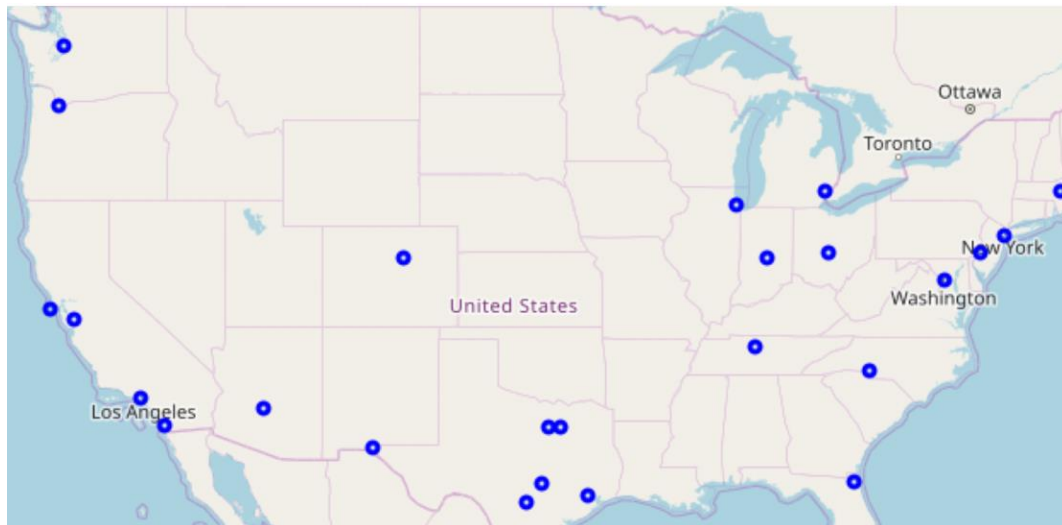 Ottawa
Toronto
New York
Washington
United States
Los Angeles